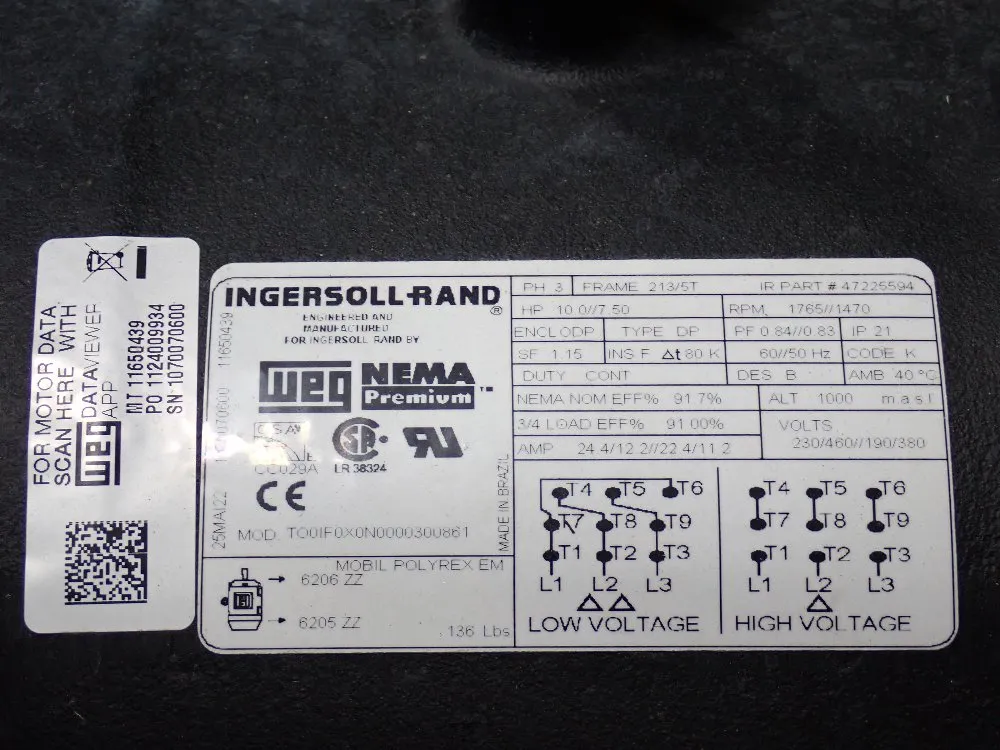 FOR MOTOR DATA
SCAN HERE WITH
WEG DATAVIEWER
APP
MT 11650439
PO 1124009934
SN 1070070600
11650439
25MAI22
INGERSOLL-RAND®
ENGINEERED AND
MANUFACTURED
FOR INGERSOLL RAND BY
WEG NEMA
Premium™
CC029A
LR 38324
CE
MADE IN BRAZIL
MOD. TO01F0X0N0000300861
MOBIL POLYREX EM
6206 ZZ
6205 ZZ
136 Lbs
PH 3 FRAME 213/5T IR PART # 47225594
HP 10.0//7.50 RPM 1765//1470
ENCL ODP TYPE DP PF 0.84//0.83 IP 21
SF 1.15 INS F Δt 80 K 60//50 Hz CODE K
DUTY CONT DES B AMB 40°C
NEMA NOM EFF% 91.7% ALT 1000 m.a.s.l
3/4 LOAD EFF% 91.00% VOLTS
230/460//190/380
AMP 24.4/12.2//22.4/11.2
T4 T5 T6
T7 T8 T9
T1 T2 T3
L1 L2 L3
△ △
LOW VOLTAGE
T4 T5 T6
T7 T8 T9
T1 T2 T3
L1 L2 L3
△
HIGH VOLTAGE